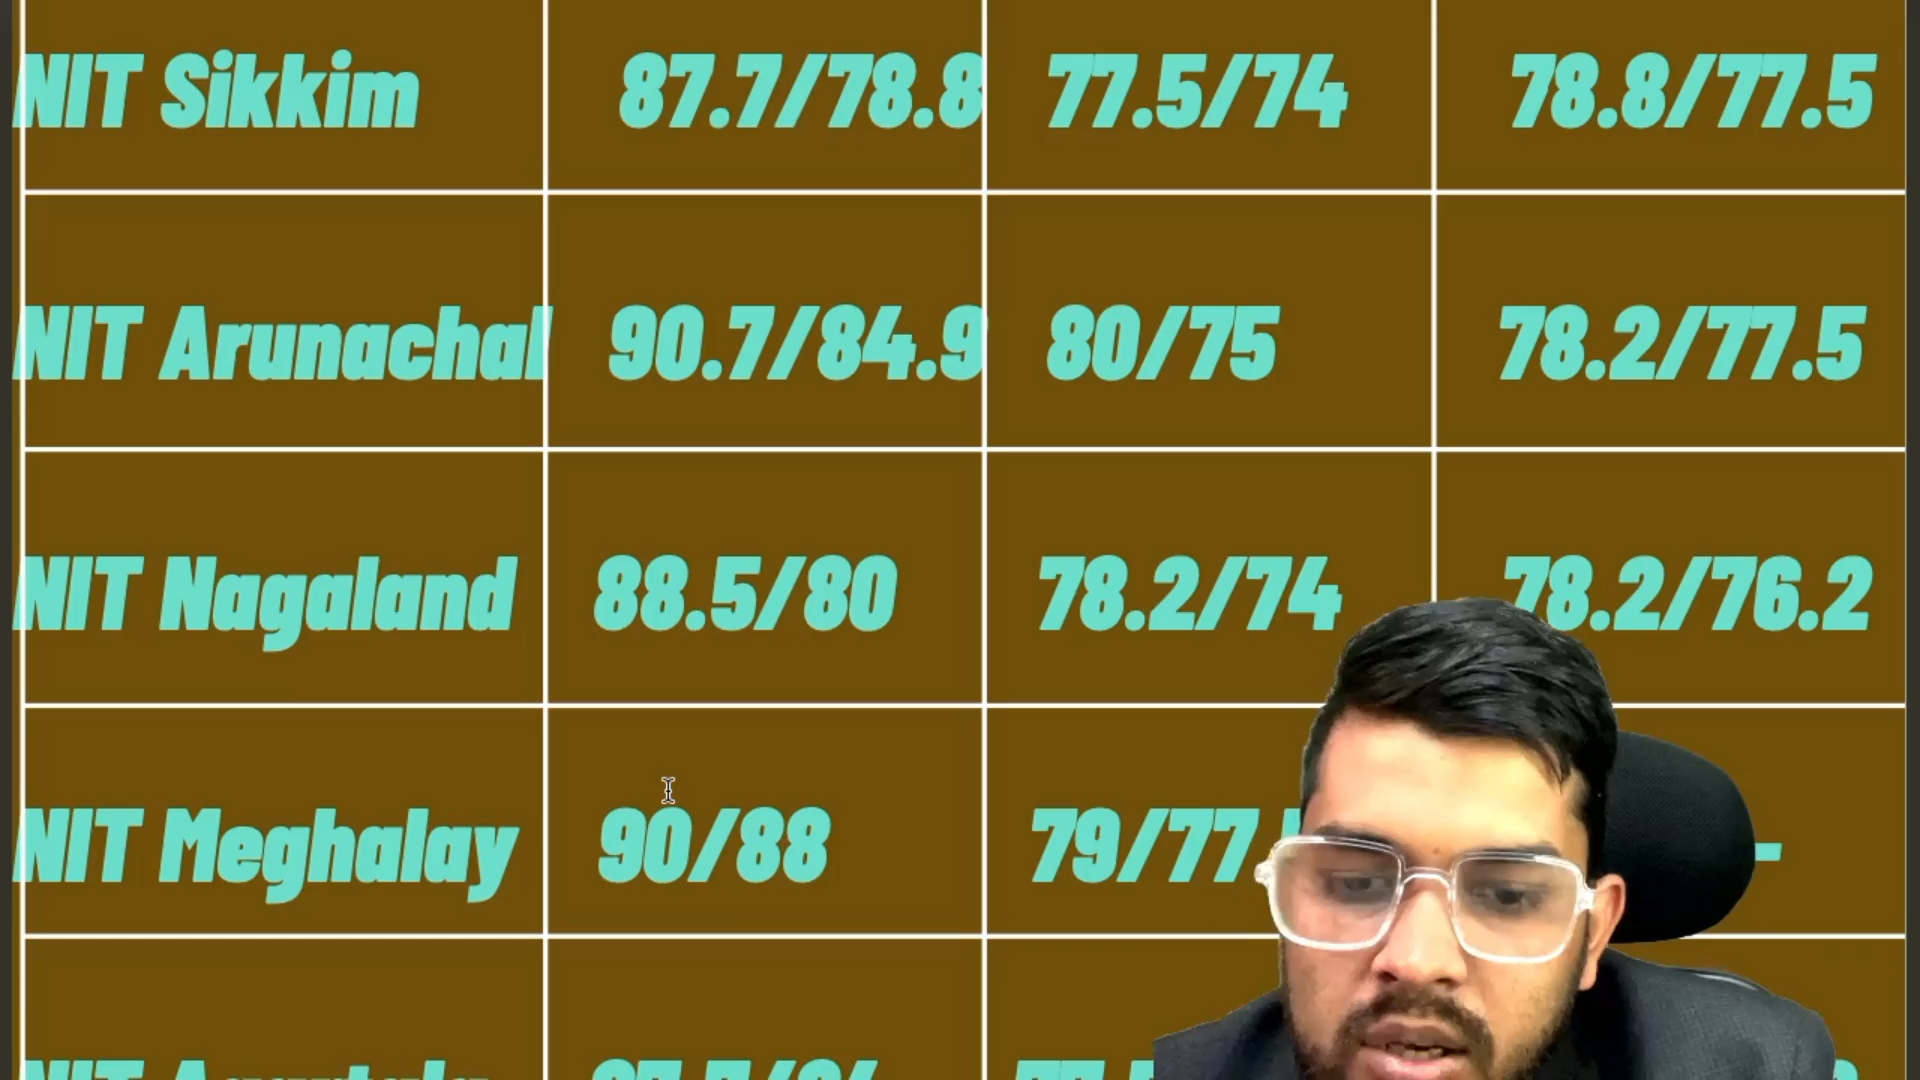 NIT Sikkim 87.7/78.8 77.5/74 78.8/77.5
NIT Arunachal 90.7/84.9 80/75 78.2/77.5
NIT Nagaland 88.5/80 78.2/74 78.2/76.2
NIT Meghalay 90/88 79/77. -
NIT